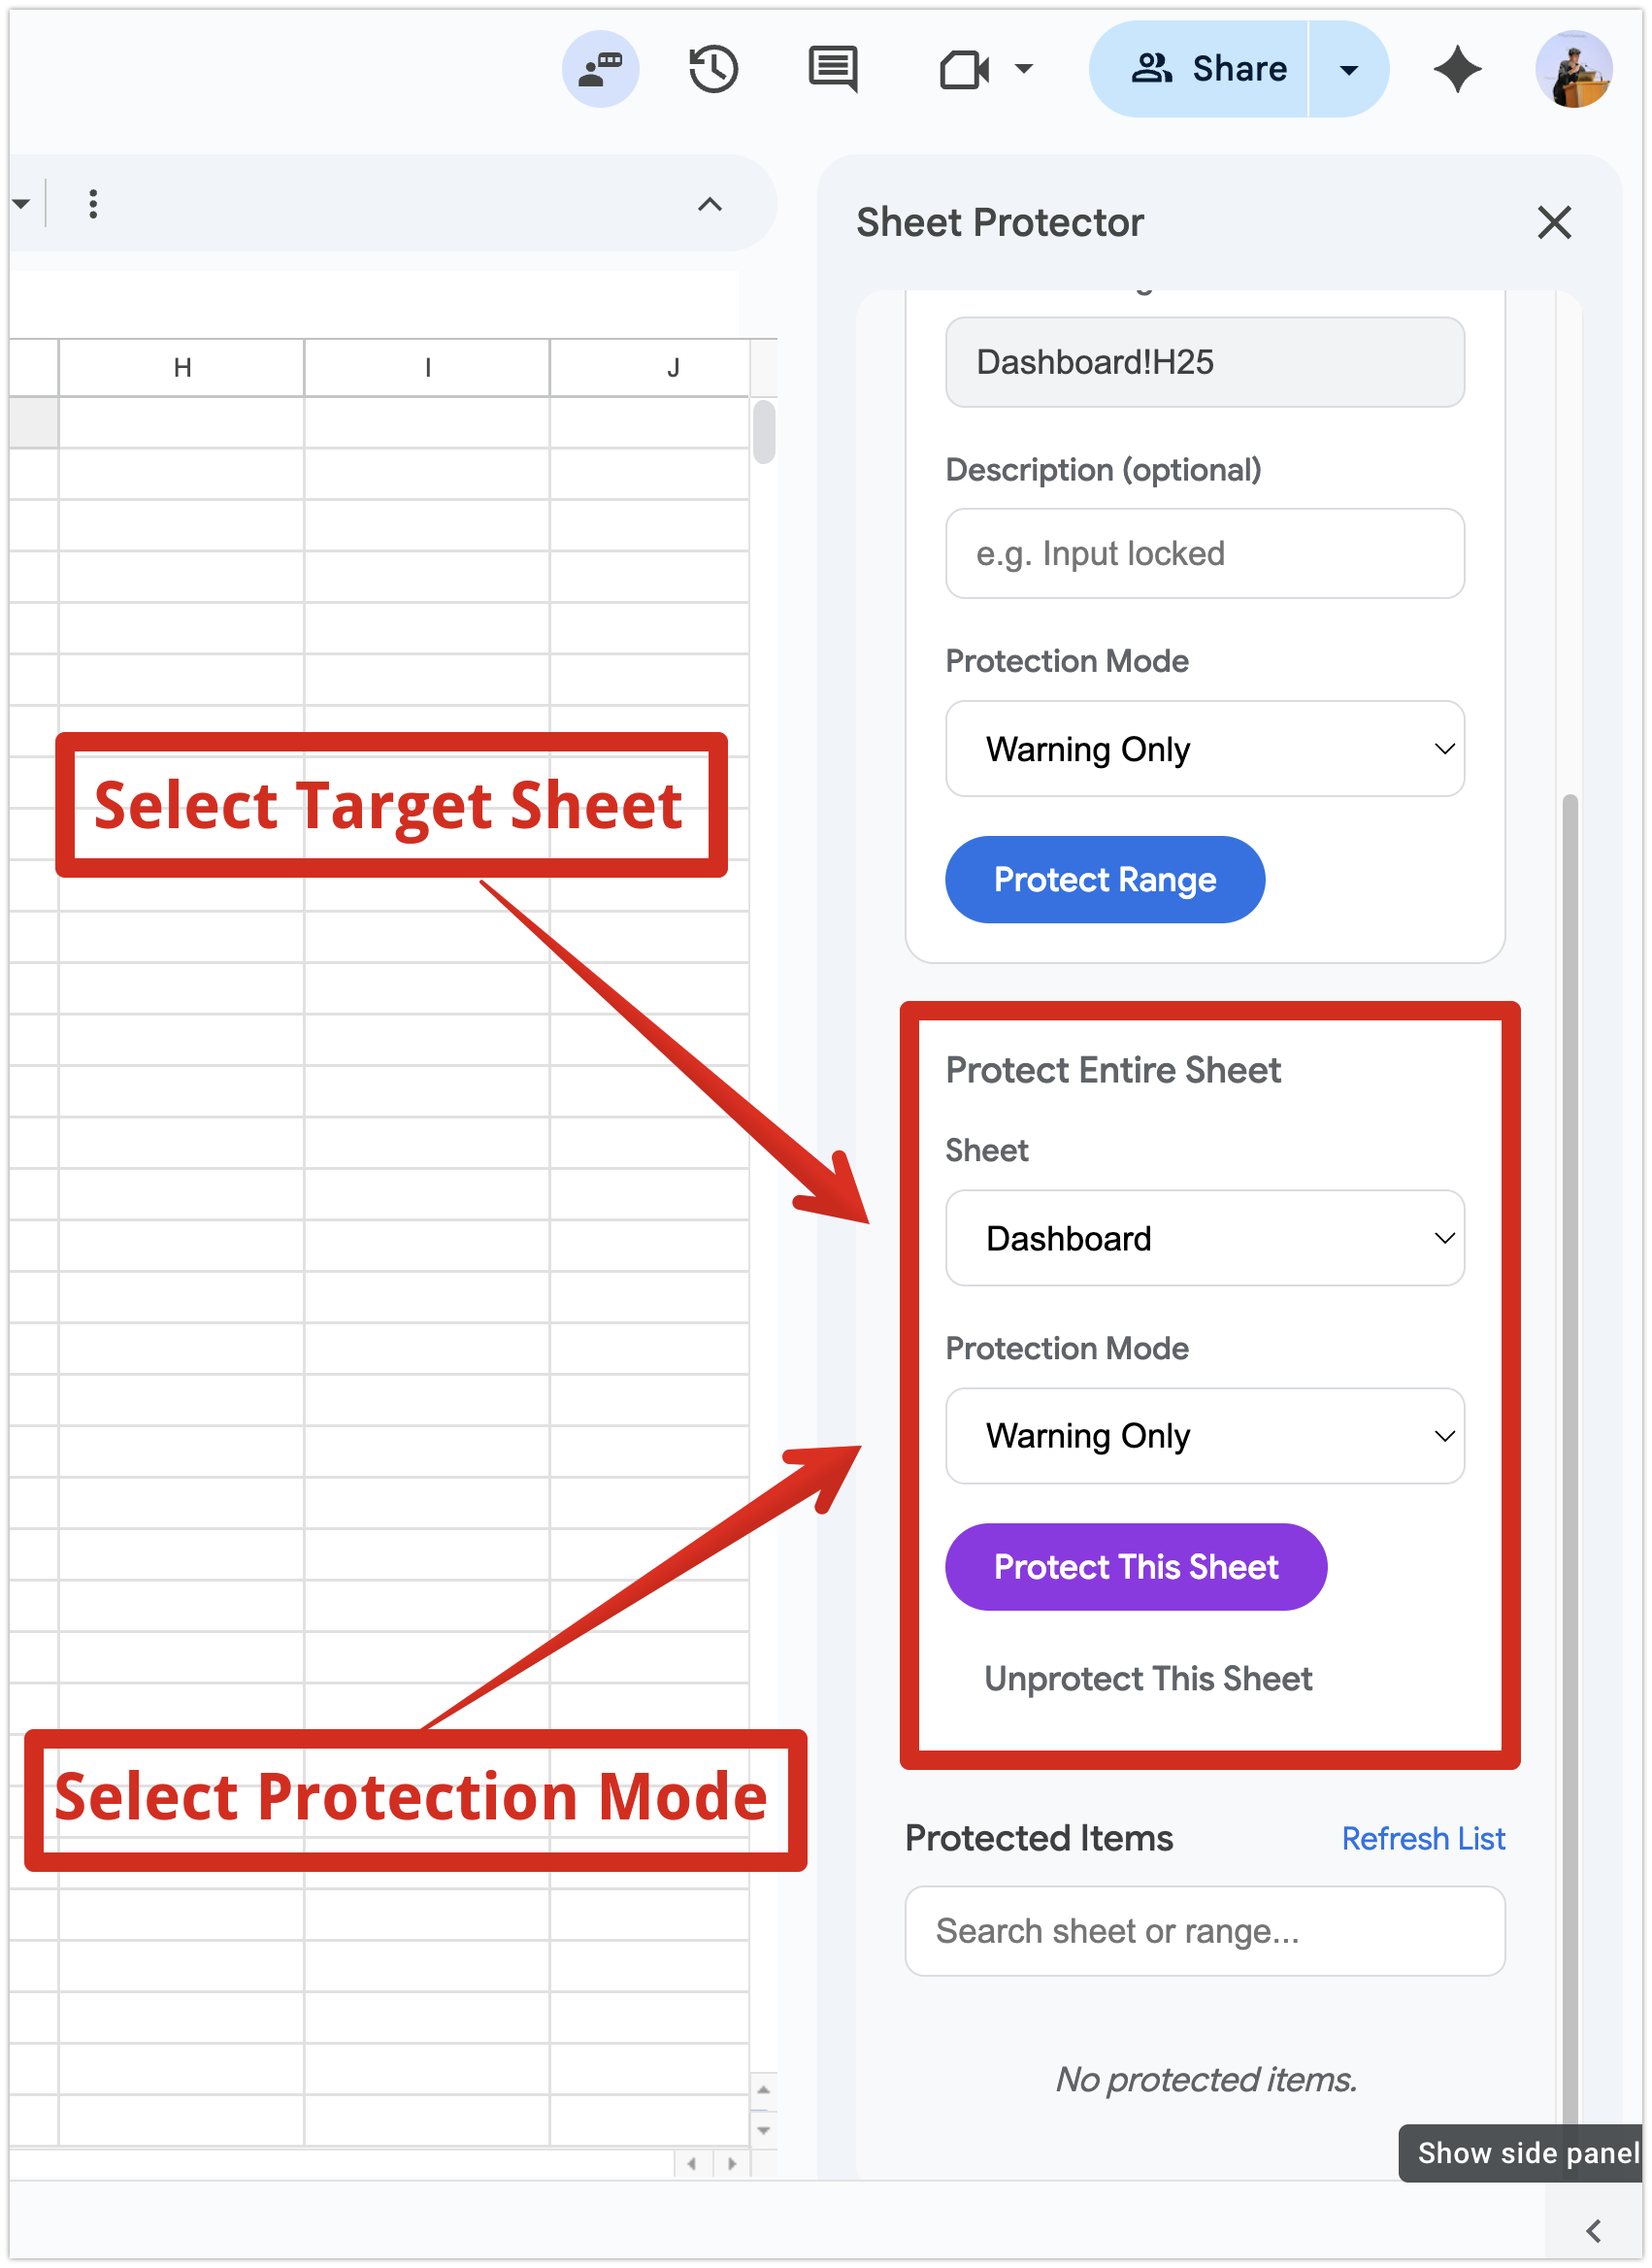 Share
Sheet Protector
H
I
J
Dashboard!H25
Description (optional)
e.g. Input locked
Protection Mode
Warning Only
Select Target Sheet
Protect Range
Protect Entire Sheet
Sheet
Dashboard
Protection Mode
Warning Only
Protect This Sheet
Unprotect This Sheet
Select Protection Mode
Protected Items
Refresh List
Search sheet or range...
No protected items.
Show side panel